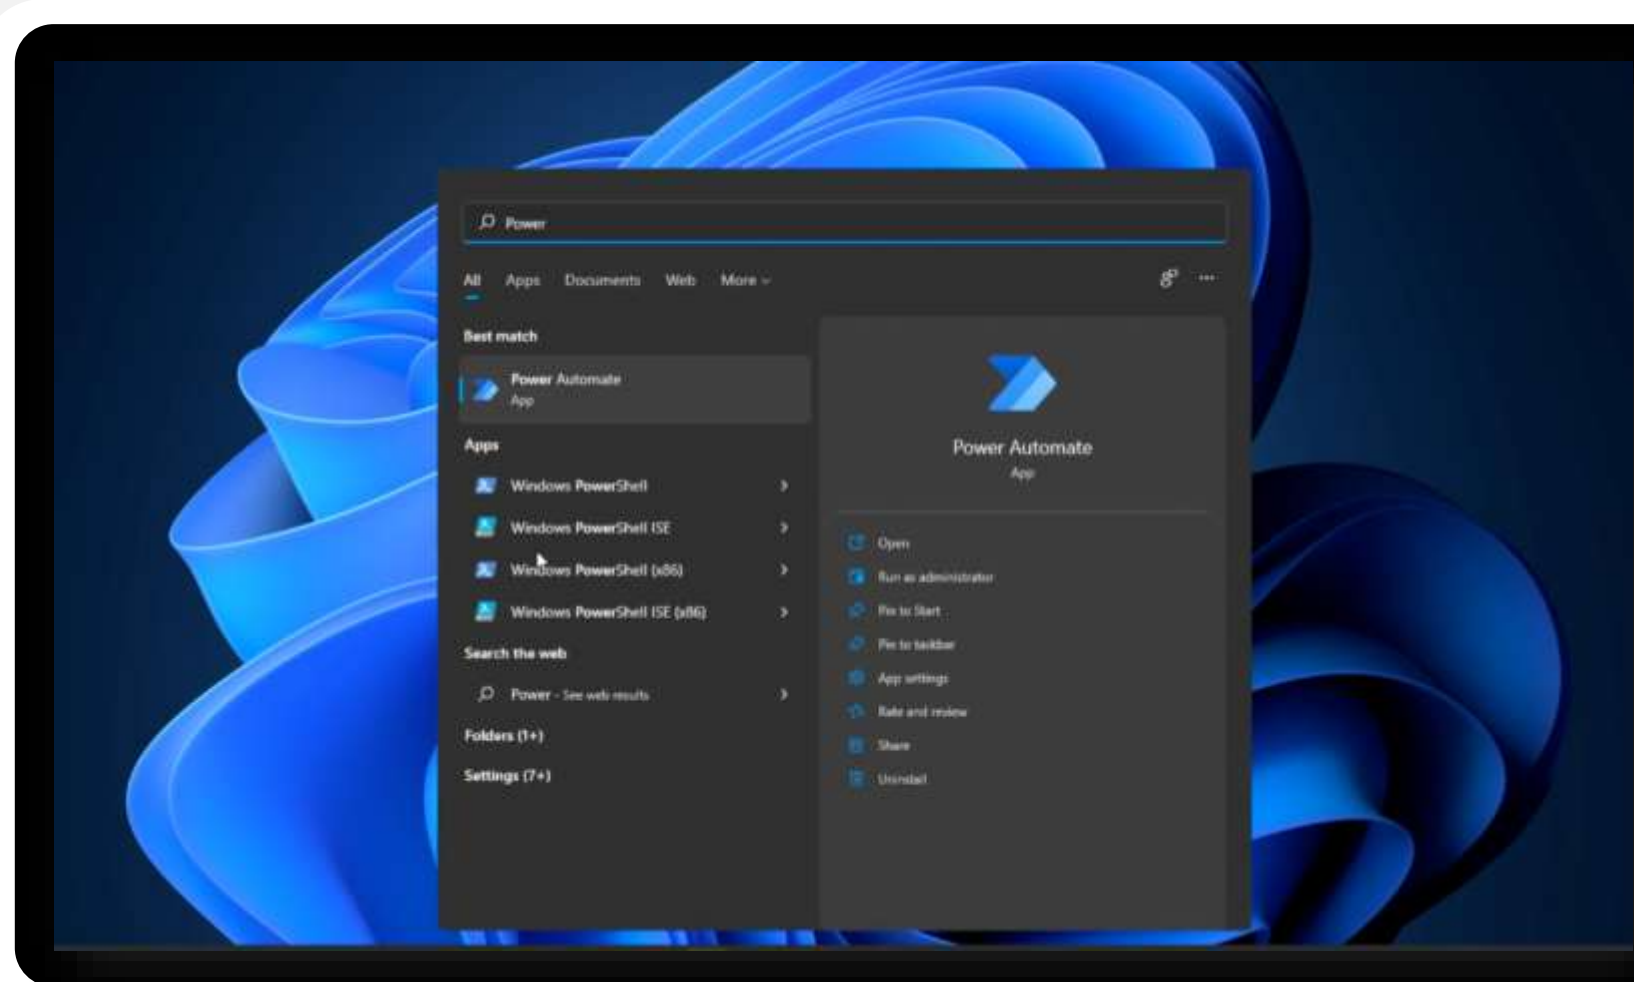 Power
All Apps Documents Web More
Best match
Power Automate
App
Apps
Windows PowerShell
Windows PowerShell ISE
Windows PowerShell (x86)
Windows PowerShell ISE (x86)
Search the web
Power - See web results
Folders (1+)
Settings (7+)
Power Automate
App
Open
Run as administrator
Pin to Start
Pin to taskbar
App settings
Rate and review
Share
Uninstall